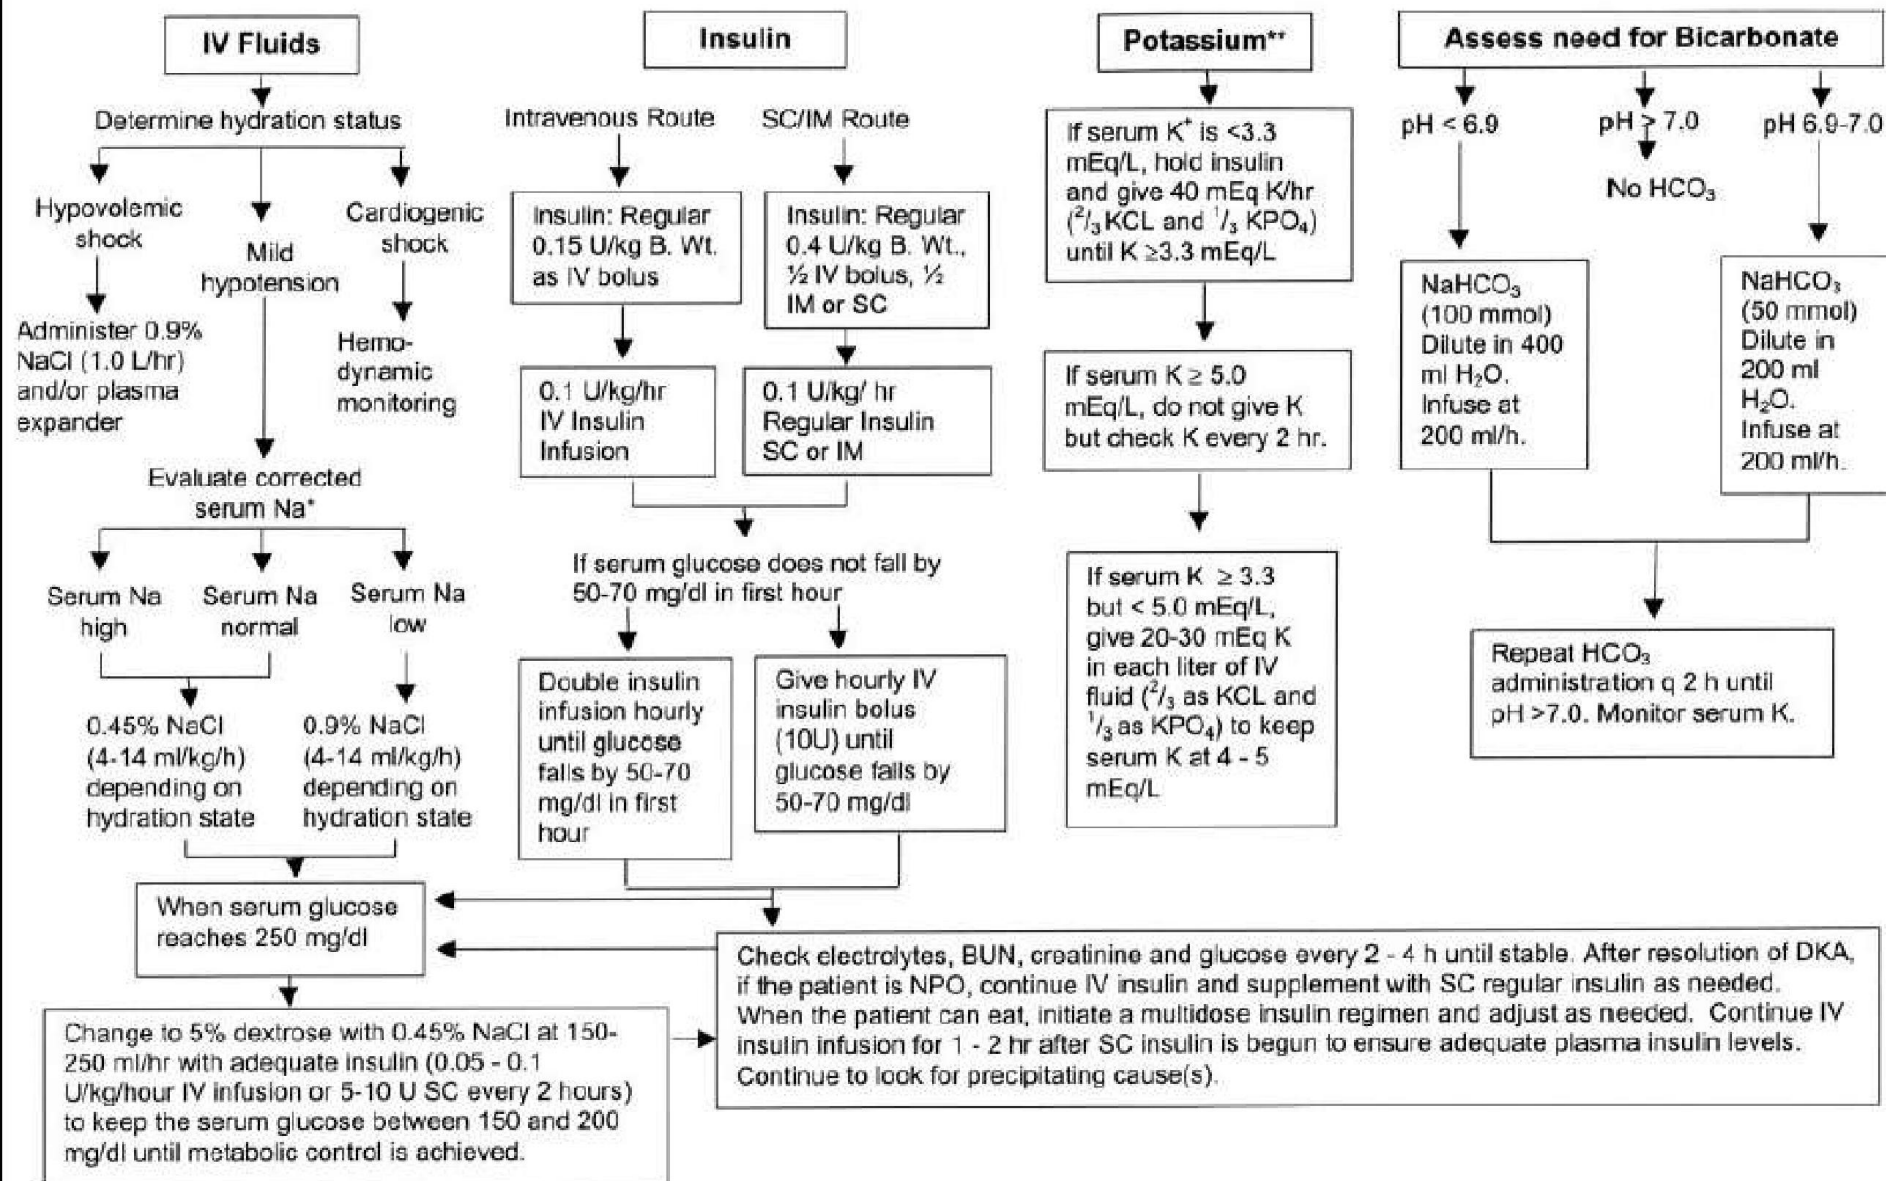 IV Fluids
Determine hydration status
Hypovolemic
shock
Mild
hypotension
Cardiogenic
shock
Administer 0.9%
NaCl (1.0 L/hr)
and/or plasma
expander
Hemo-
dynamic
monitoring
Evaluate corrected
serum Na*
Serum Na
high
Serum Na
normal
Serum Na
low
0.45% NaCl
(4-14 ml/kg/h)
depending on
hydration state
0.9% NaCl
(4-14 ml/kg/h)
depending on
hydration state
When serum glucose
reaches 250 mg/dl
Change to 5% dextrose with 0.45% NaCl at 150-
250 ml/hr with adequate insulin (0.05 - 0.1
U/kg/hour IV infusion or 5-10 U SC every 2 hours)
to keep the serum glucose between 150 and 200
mg/dl until metabolic control is achieved.
Insulin
Intravenous Route
SC/IM Route
Insulin: Regular
0.15 U/kg B. Wt.
as IV bolus
Insulin: Regular
0.4 U/kg B. Wt.,
½ IV bolus, ½
IM or SC
0.1 U/kg/hr
IV Insulin
Infusion
0.1 U/kg/ hr
Regular Insulin
SC or IM
If serum glucose does not fall by
50-70 mg/dl in first hour
Double insulin
infusion hourly
until glucose
falls by 50-70
mg/dl in first
hour
Give hourly IV
insulin bolus
(10U) until
glucose falls by
50-70 mg/dl
Check electrolytes, BUN, creatinine and glucose every 2 - 4 h until stable. After resolution of DKA,
if the patient is NPO, continue IV insulin and supplement with SC regular insulin as needed.
When the patient can eat, initiate a multidose insulin regimen and adjust as needed. Continue IV
insulin infusion for 1 - 2 hr after SC insulin is begun to ensure adequate plasma insulin levels.
Continue to look for precipitating cause(s).
Potassium**
If serum K⁺ is <3.3
mEq/L, hold insulin
and give 40 mEq K/hr
(²/₃ KCL and ¹/₃ KPO₄)
until K ≥3.3 mEq/L
If serum K ≥ 5.0
mEq/L, do not give K
but check K every 2 hr.
If serum K ≥ 3.3
but < 5.0 mEq/L,
give 20-30 mEq K
in each liter of IV
fluid (²/₃ as KCL and
¹/₃ as KPO₄) to keep
serum K at 4 - 5
mEq/L
Assess need for Bicarbonate
pH < 6.9
pH > 7.0
pH 6.9-7.0
No HCO₃
NaHCO₃
(100 mmol)
Dilute in 400
ml H₂O.
Infuse at
200 ml/h.
NaHCO₃
(50 mmol)
Dilute in
200 ml
H₂O.
Infuse at
200 ml/h.
Repeat HCO₃
administration q 2 h until
pH >7.0. Monitor serum K.